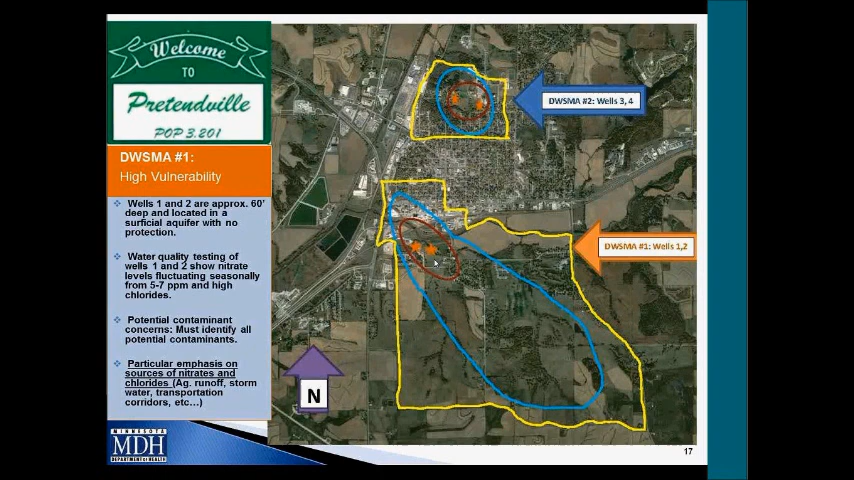 Welcome
TO
Pretendville
POP 3,201
DWSMA #1:
High Vulnerability
Wells 1 and 2 are approx. 60'
deep and located in a
surficial aquifer with no
protection.
Water quality testing of
wells 1 and 2 show nitrate
levels fluctuating seasonally
from 5-7 ppm and high
chlorides.
Potential contaminant
concerns: Must identify all
potential contaminants.
Particular emphasis on
sources of nitrates and
chlorides (Ag. runoff, storm
water, transportation
corridors, etc...)
DWSMA #2: Wells 3, 4
DWSMA #1: Wells 1,2
N
MINNESOTA
MDH
DEPARTMENT OF HEALTH
17